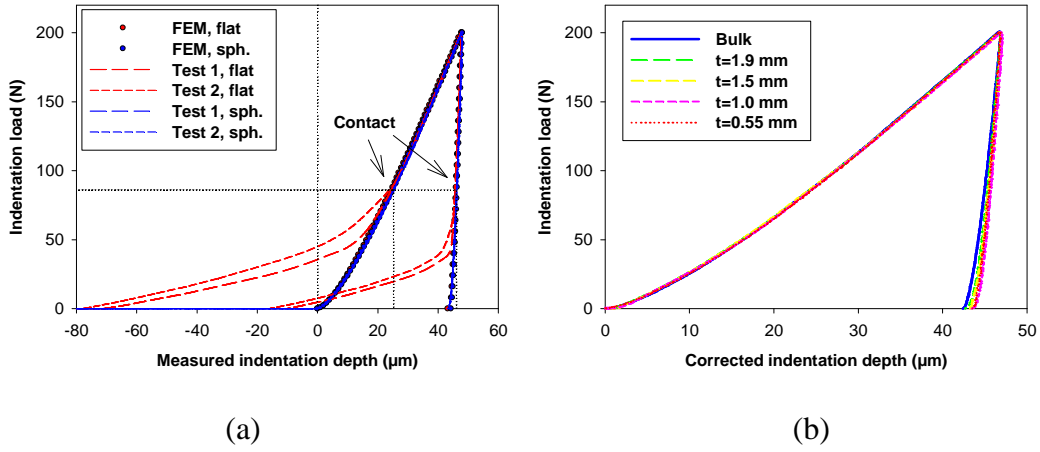 FEM, flat
FEM, sph.
Test 1, flat
Test 2, flat
Test 1, sph.
Test 2, sph.
Contact
Indentation load (N)
200
150
100
50
0
-80 -60 -40 -20 0 20 40 60
Measured indentation depth (µm)
(a)
Bulk
t=1.9 mm
t=1.5 mm
t=1.0 mm
t=0.55 mm
Indentation load (N)
200
150
100
50
0
0 10 20 30 40 50
Corrected indentation depth (µm)
(b)